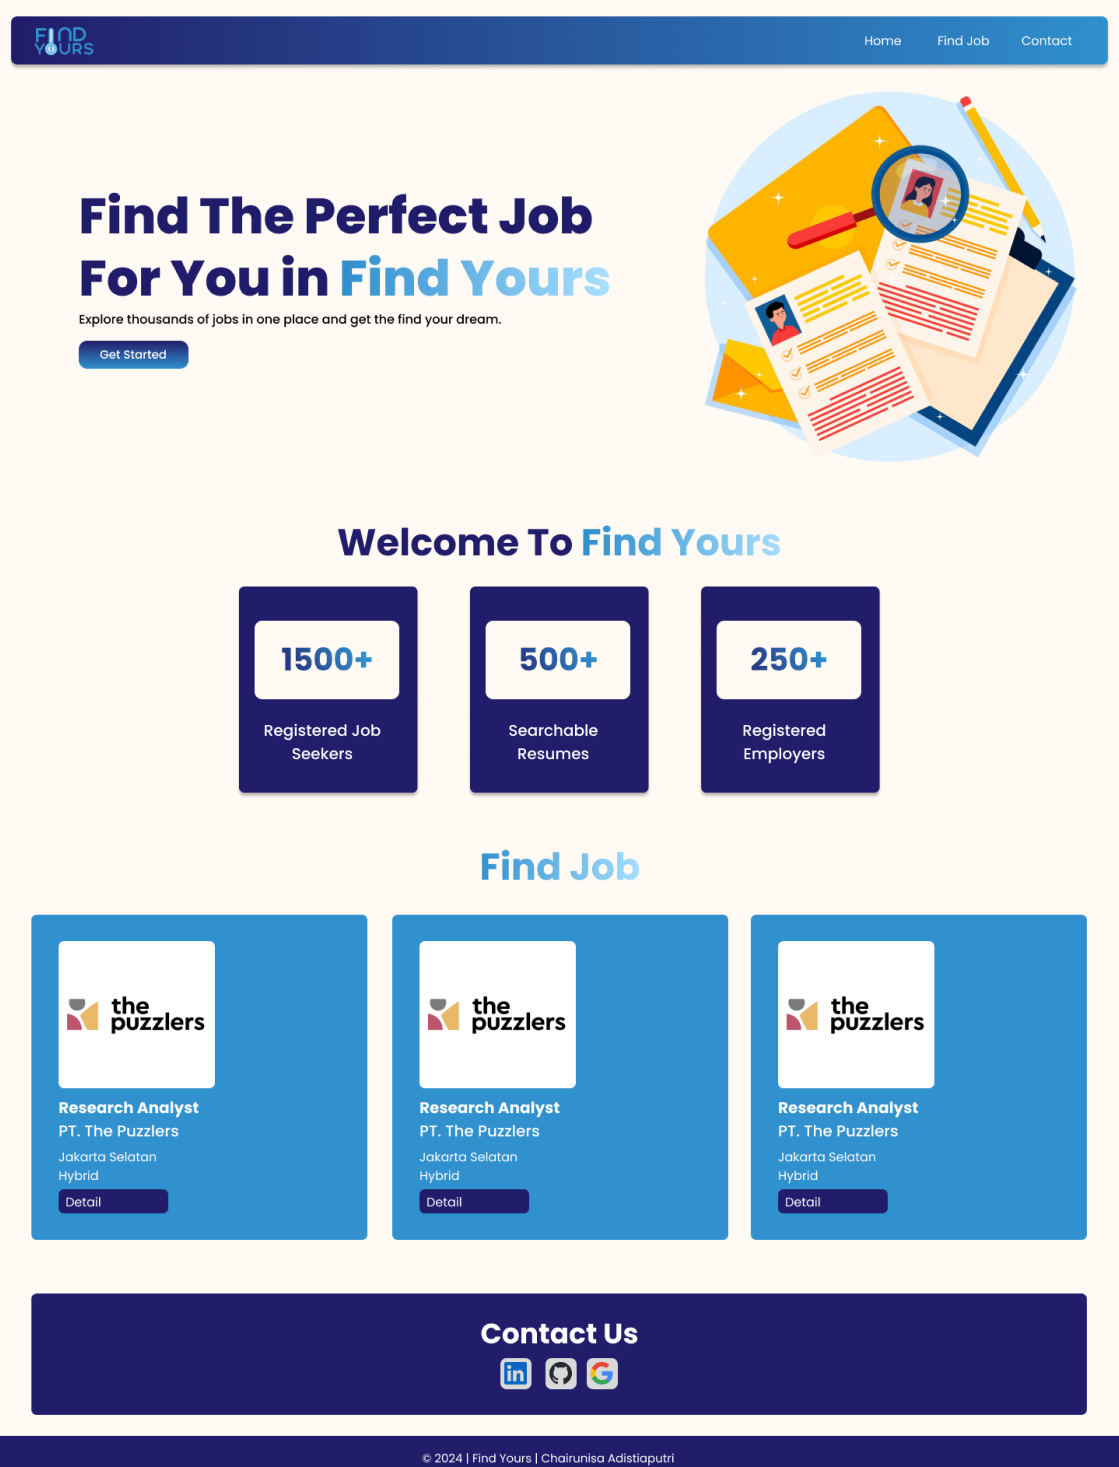 FIND
YOURS
Home Find Job Contact
Find The Perfect Job
For You in Find Yours
Explore thousands of jobs in one place and get the find your dream.
Get Started
Welcome To Find Yours
1500+
Registered Job
Seekers
500+
Searchable
Resumes
250+
Registered
Employers
Find Job
the
puzzlers
Research Analyst
PT. The Puzzlers
Jakarta Selatan
Hybrid
Detail
the
puzzlers
Research Analyst
PT. The Puzzlers
Jakarta Selatan
Hybrid
Detail
the
puzzlers
Research Analyst
PT. The Puzzlers
Jakarta Selatan
Hybrid
Detail
Contact Us
in
G
© 2024 | Find Yours | Chairunisa Adistiaputri